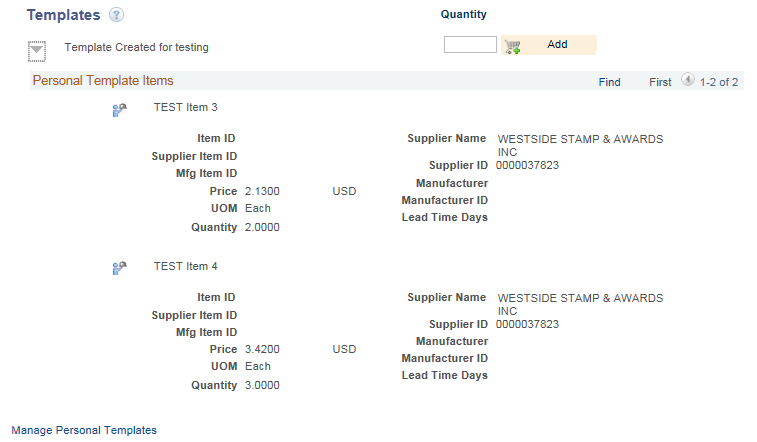 Templates ?
Quantity
Template Created for testing
Add
Personal Template Items
Find First 1-2 of 2
TEST Item 3
Item ID
Supplier Item ID
Mfg Item ID
Price 2.1300 USD
UOM Each
Quantity 2.0000
Supplier Name WESTSIDE STAMP & AWARDS
INC
Supplier ID 0000037823
Manufacturer
Manufacturer ID
Lead Time Days
TEST Item 4
Item ID
Supplier Item ID
Mfg Item ID
Price 3.4200 USD
UOM Each
Quantity 3.0000
Supplier Name WESTSIDE STAMP & AWARDS
INC
Supplier ID 0000037823
Manufacturer
Manufacturer ID
Lead Time Days
Manage Personal Templates